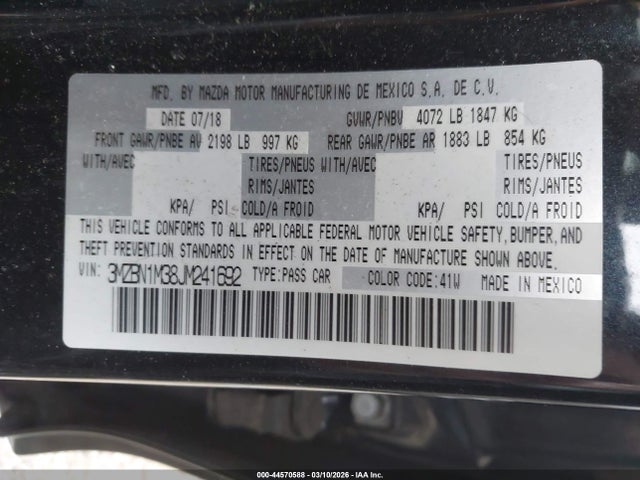 MFD. BY MAZDA MOTOR MANUFACTURING DE MEXICO S.A. DE C.V.
DATE 07/18 GVWR/PNBV 4072 LB 1847 KG
FRONT GAWR/PNBE AV 2198 LB 997 KG REAR GAWR/PNBE AR 1883 LB 854 KG
WITH/AVEC TIRES/PNEUS WITH/AVEC TIRES/PNEUS
RIMS/JANTES RIMS/JANTES
KPA/ PSI COLD/A FROID KPA/ PSI COLD/A FROID
THIS VEHICLE CONFORMS TO ALL APPLICABLE FEDERAL MOTOR VEHICLE SAFETY, BUMPER, AND
THEFT PREVENTION STANDARDS IN EFFECT ON THE DATE OF MANUFACTURE SHOWN ABOVE.
VIN: 3MZBN1M38JM241692 TYPE:PASS CAR COLOR CODE:41W MADE IN MEXICO
000-44570588 - 03/10/2026 - IAA Inc.